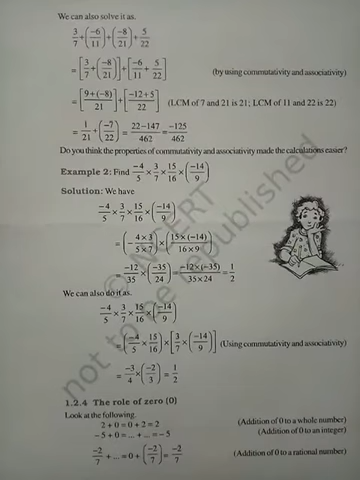 We can also solve it as.
3/7 + (-6/11) + (-8/21) + 5/22
= [3/7 + (-8/21)] + [-6/11 + 5/22] (by using commutativity and associativity)
= [(9+(-8))/21] + [(-12+5)/22] (LCM of 7 and 21 is 21; LCM of 11 and 22 is 22)
= 1/21 + (-7/22) = (22-147)/462 = -125/462
Do you think the properties of commutativity and associativity made the calculations easier?
Example 2: Find -4/5 × 3/7 × 15/16 × (-14/9)
Solution: We have
-4/5 × 3/7 × 15/16 × (-14/9)
= (-(4×3)/(5×7)) × (15×(-14)/(16×9))
= -12/35 × (-35/24) = -12×(-35)/(35×24) = 1/2
We can also do it as.
-4/5 × 3/7 × 15/16 × (-14/9)
= (-4/5 × 15/16) × [3/7 × (-14/9)] (Using commutativity and associativity)
= -3/4 × (-2/3) = 1/2
1.2.4 The role of zero (0)
Look at the following.
2 + 0 = 0 + 2 = 2 (Addition of 0 to a whole number)
-5 + 0 = ... + ... = -5 (Addition of 0 to an integer)
-2/7 + ... = 0 + (-2/7) = -2/7 (Addition of 0 to a rational number)
© NCERT
not to be republished